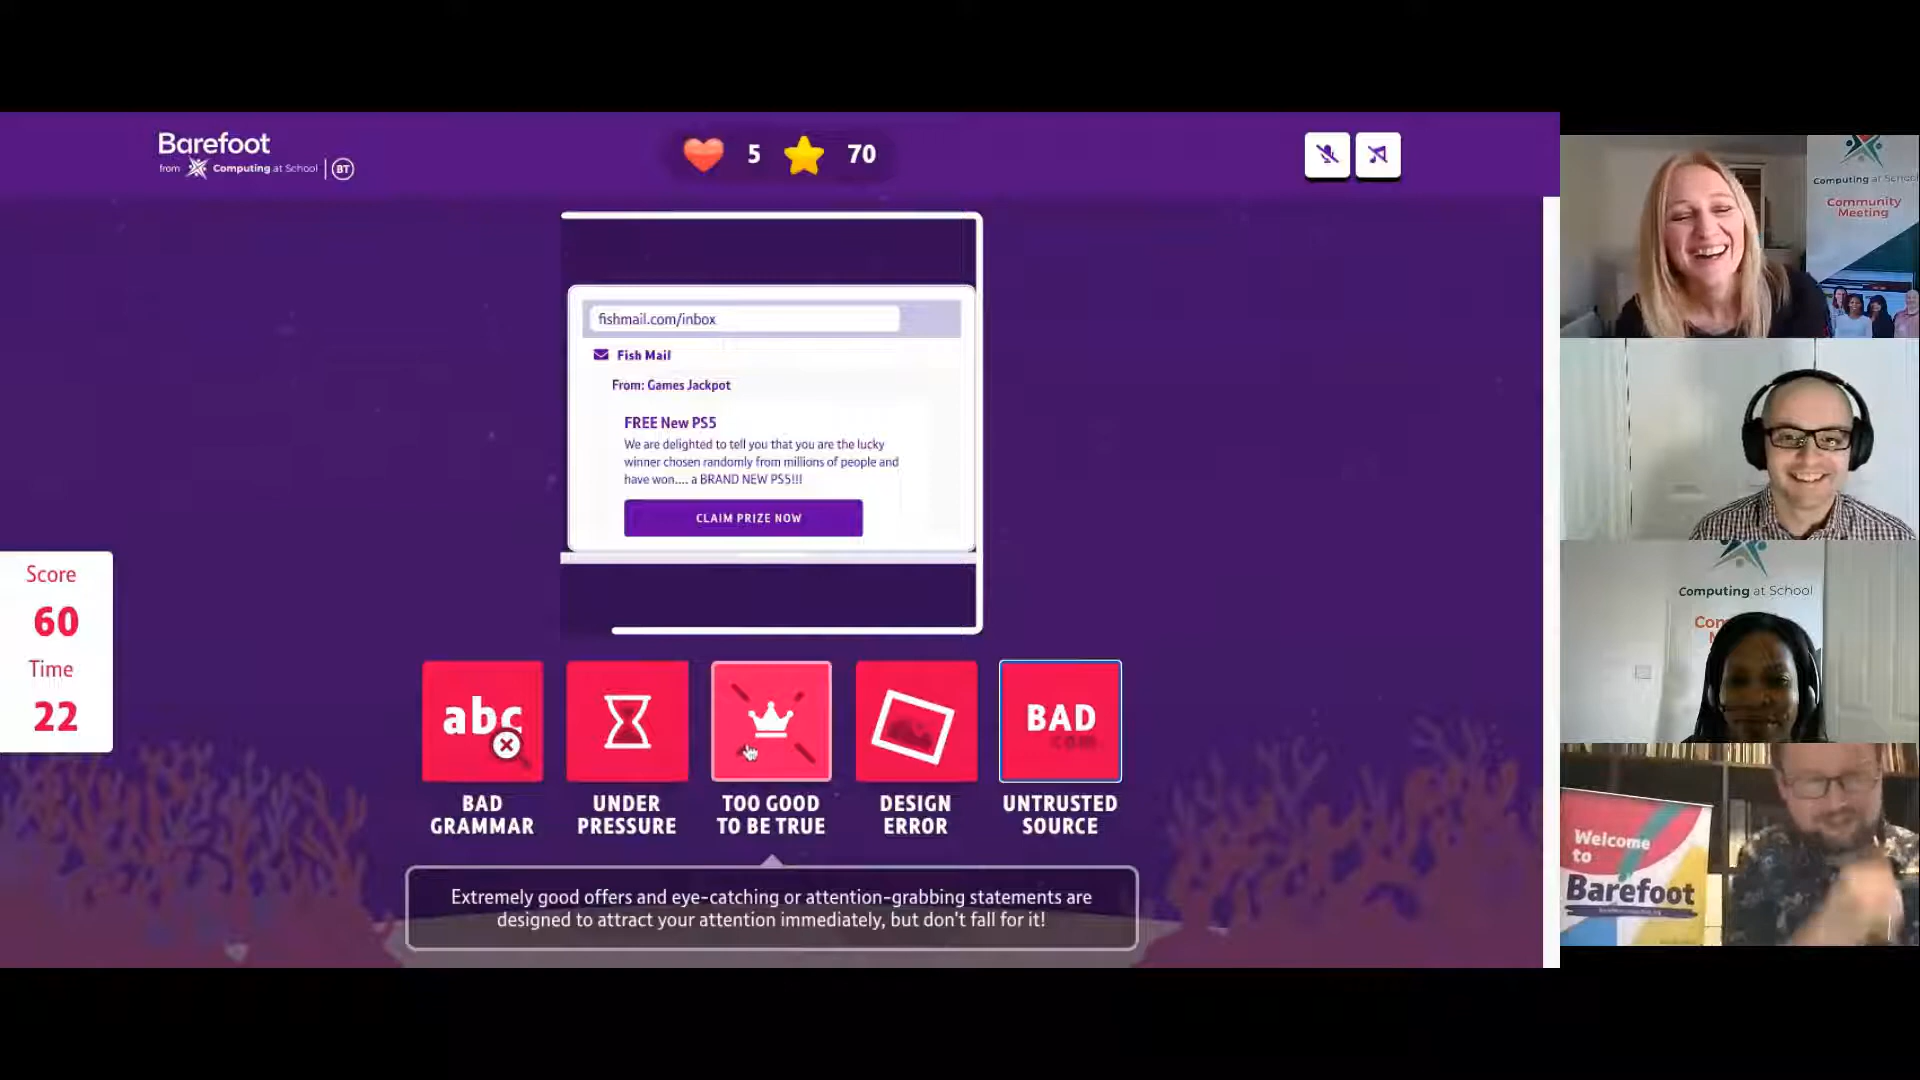 Barefoot
from Computing at School | BT
5
70
fishmail.com/inbox
Fish Mail
From: Games Jackpot
FREE New PS5
We are delighted to tell you that you are the lucky
winner chosen randomly from millions of people and
have won.... a BRAND NEW PS5!!!
CLAIM PRIZE NOW
Score
60
Time
22
abc
BAD
.com
BAD
GRAMMAR
UNDER
PRESSURE
TOO GOOD
TO BE TRUE
DESIGN
ERROR
UNTRUSTED
SOURCE
Extremely good offers and eye-catching or attention-grabbing statements are
designed to attract your attention immediately, but don't fall for it!
Computing at School
Community
Meeting
Computing at School
Welcome
to
Barefoot